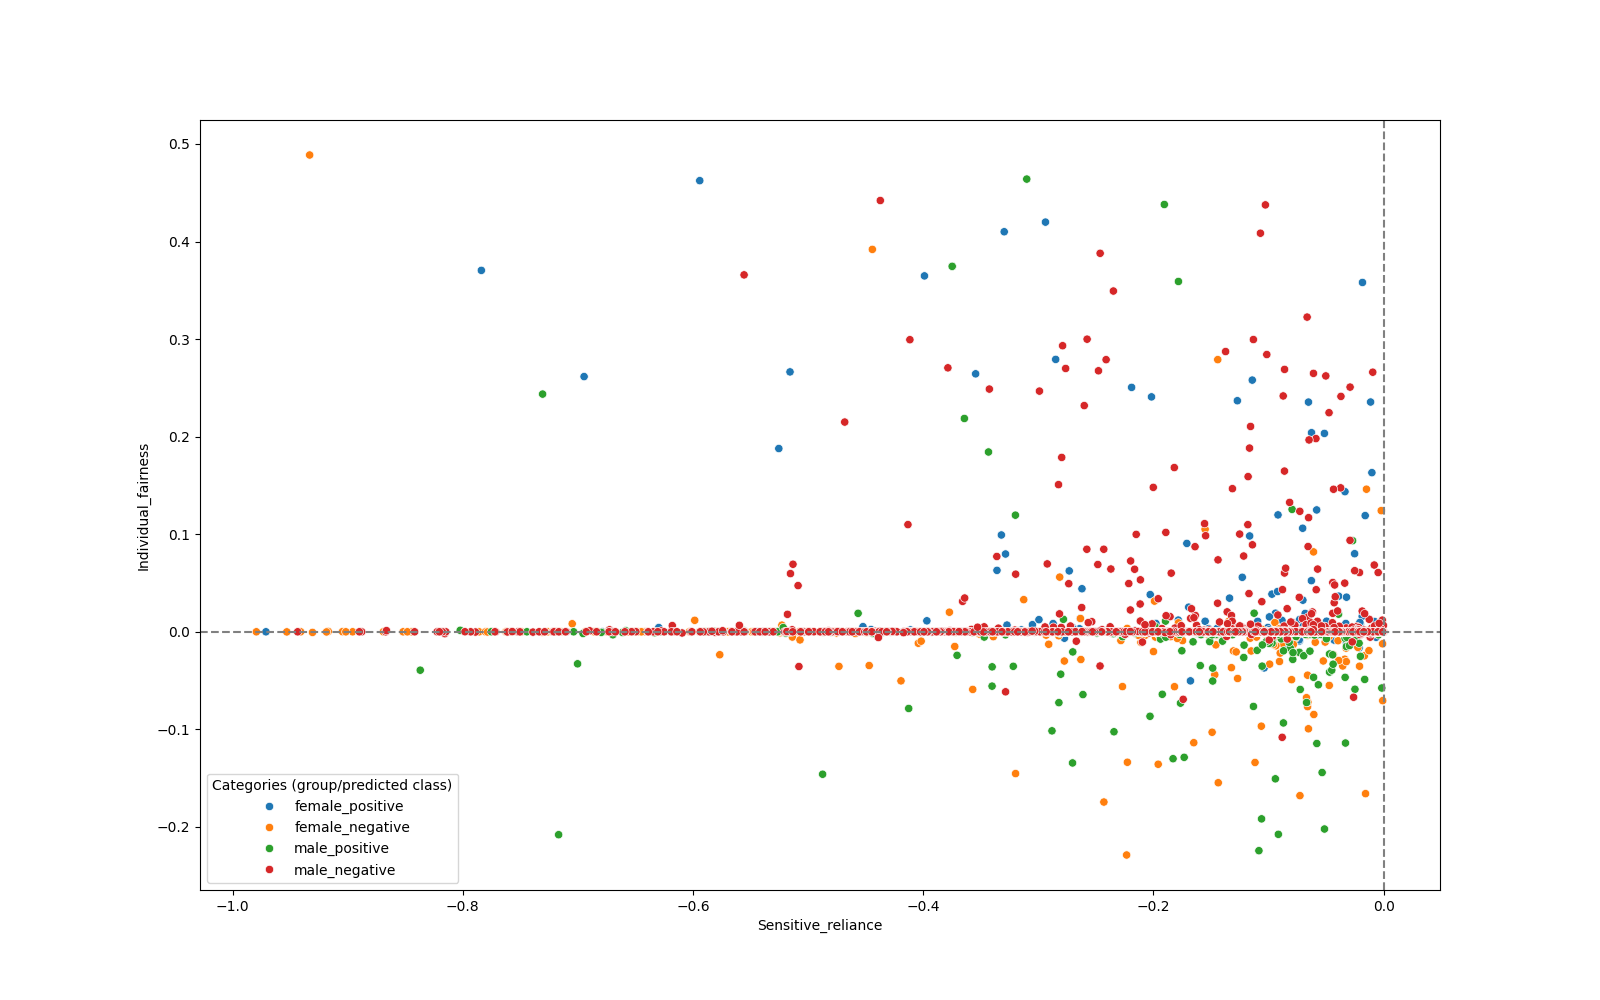 0.5
0.4
0.3
0.2
0.1
0.0
−0.1
−0.2
Individual_fairness
Categories (group/predicted class)
female_positive
female_negative
male_positive
male_negative
−1.0 −0.8 −0.6 −0.4 −0.2 0.0
Sensitive_reliance